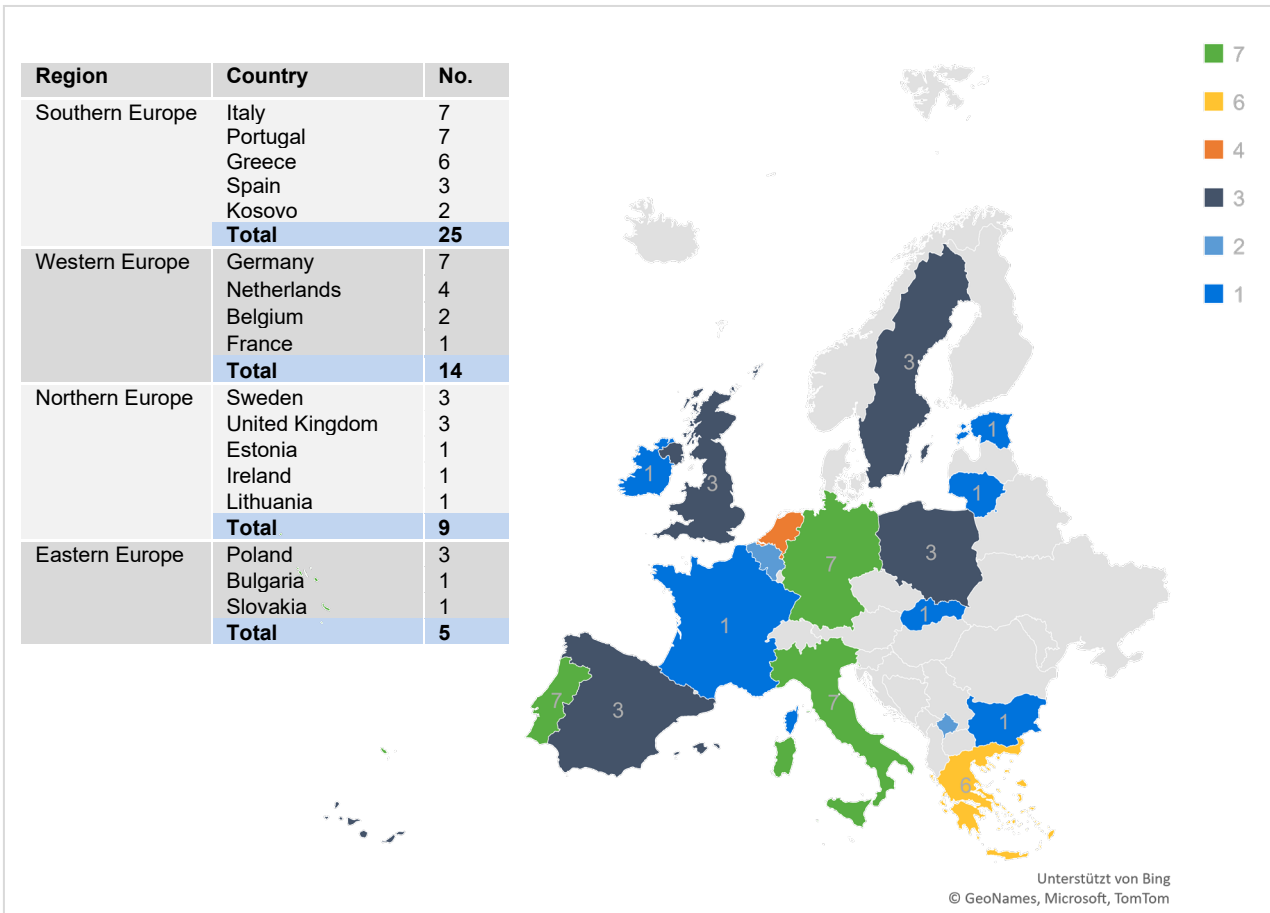 Region Country No.
Southern Europe Italy 7
Portugal 7
Greece 6
Spain 3
Kosovo 2
Total 25
Western Europe Germany 7
Netherlands 4
Belgium 2
France 1
Total 14
Northern Europe Sweden 3
United Kingdom 3
Estonia 1
Ireland 1
Lithuania 1
Total 9
Eastern Europe Poland 3
Bulgaria 1
Slovakia 1
Total 5
7
6
4
3
2
1
3
1
1
3
1
7
3
1
1
7
7
3
1
6
Unterstützt von Bing
© GeoNames, Microsoft, TomTom